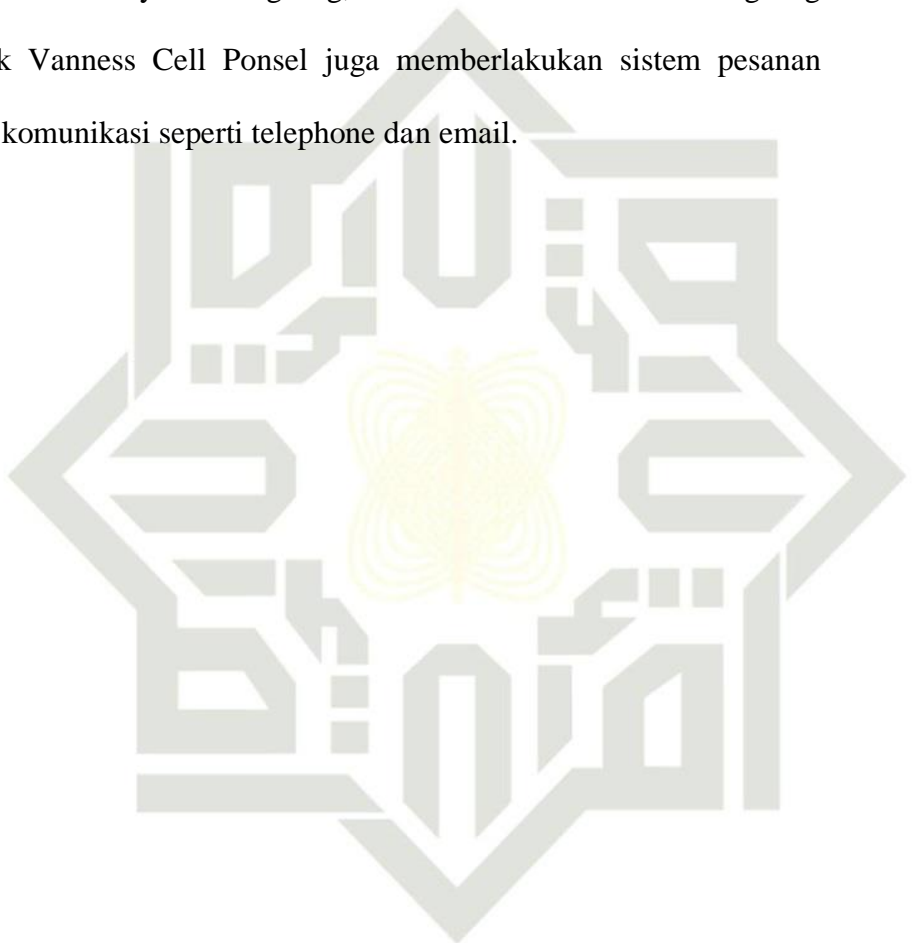 k Vanness Cell Ponsel juga memberlakukan sistem pesanan
komunikasi seperti telephone dan email.